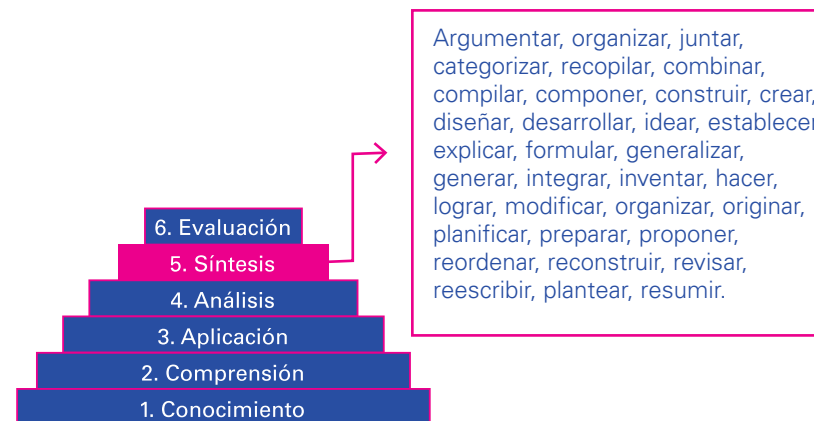 Argumentar, organizar, juntar,
categorizar, recopilar, combinar,
compilar, componer, construir, crear,
diseñar, desarrollar, idear, establecer
explicar, formular, generalizar,
generar, integrar, inventar, hacer,
lograr, modificar, organizar, originar,
planificar, preparar, proponer,
reordenar, reconstruir, revisar,
reescribir, plantear, resumir.
6. Evaluación
5. Síntesis
4. Análisis
3. Aplicación
2. Comprensión
1. Conocimiento